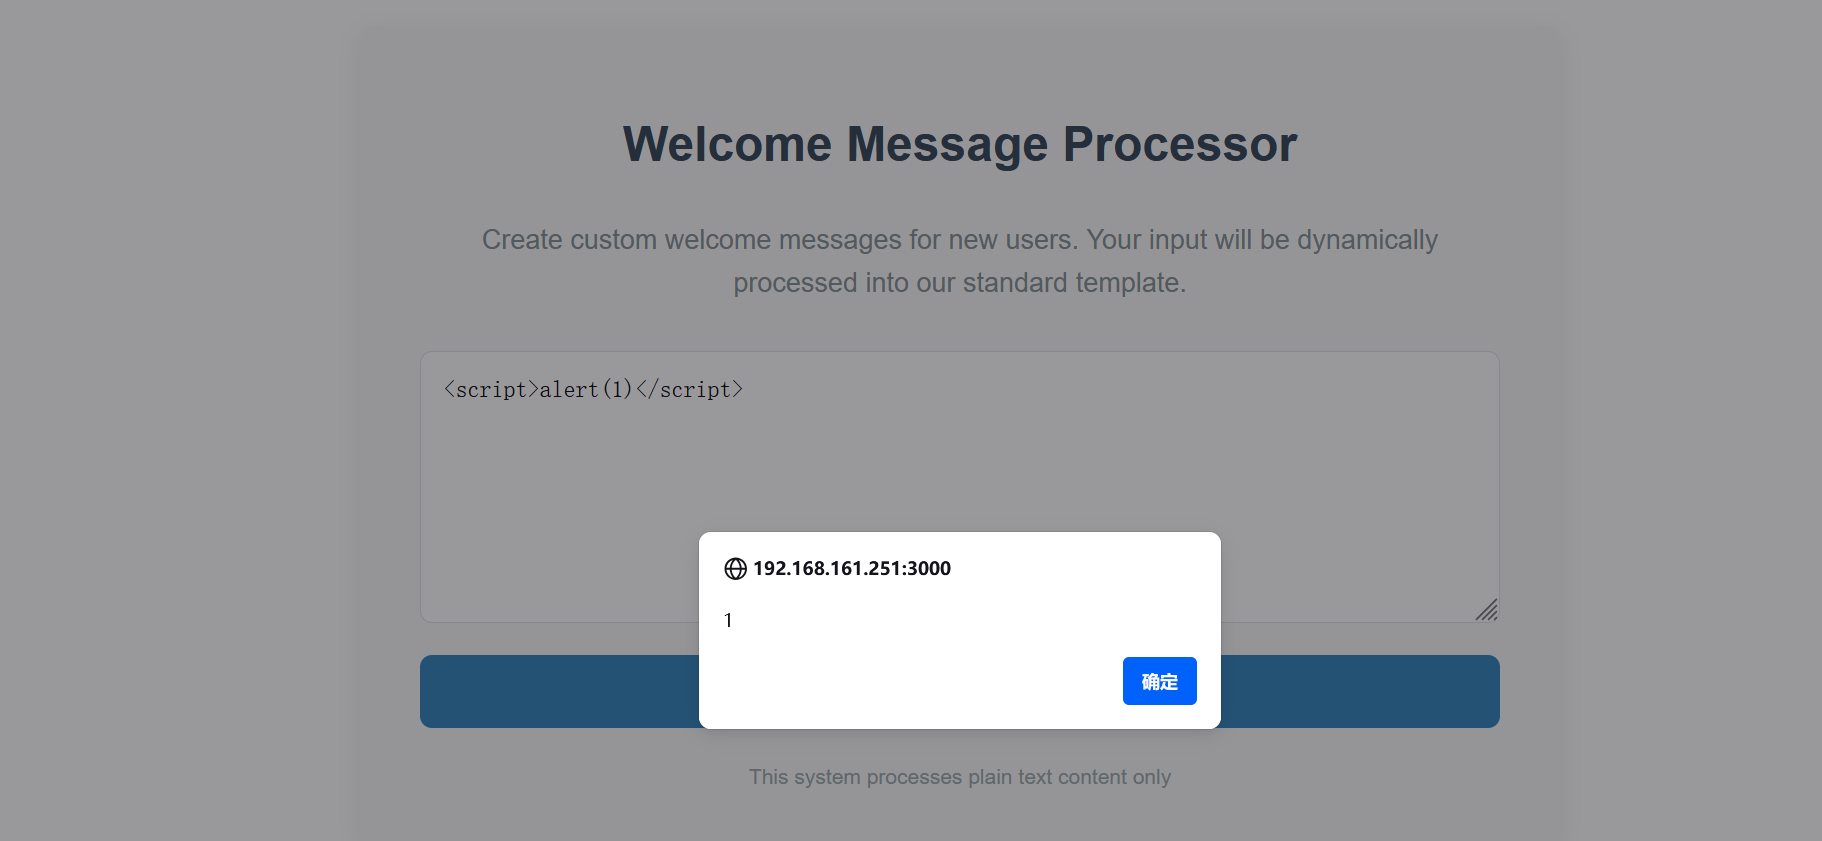 Welcome Message Processor
Create custom welcome messages for new users. Your input will be dynamically
processed into our standard template.
<script>alert(1)</script>
192.168.161.251:3000
1
确定
This system processes plain text content only